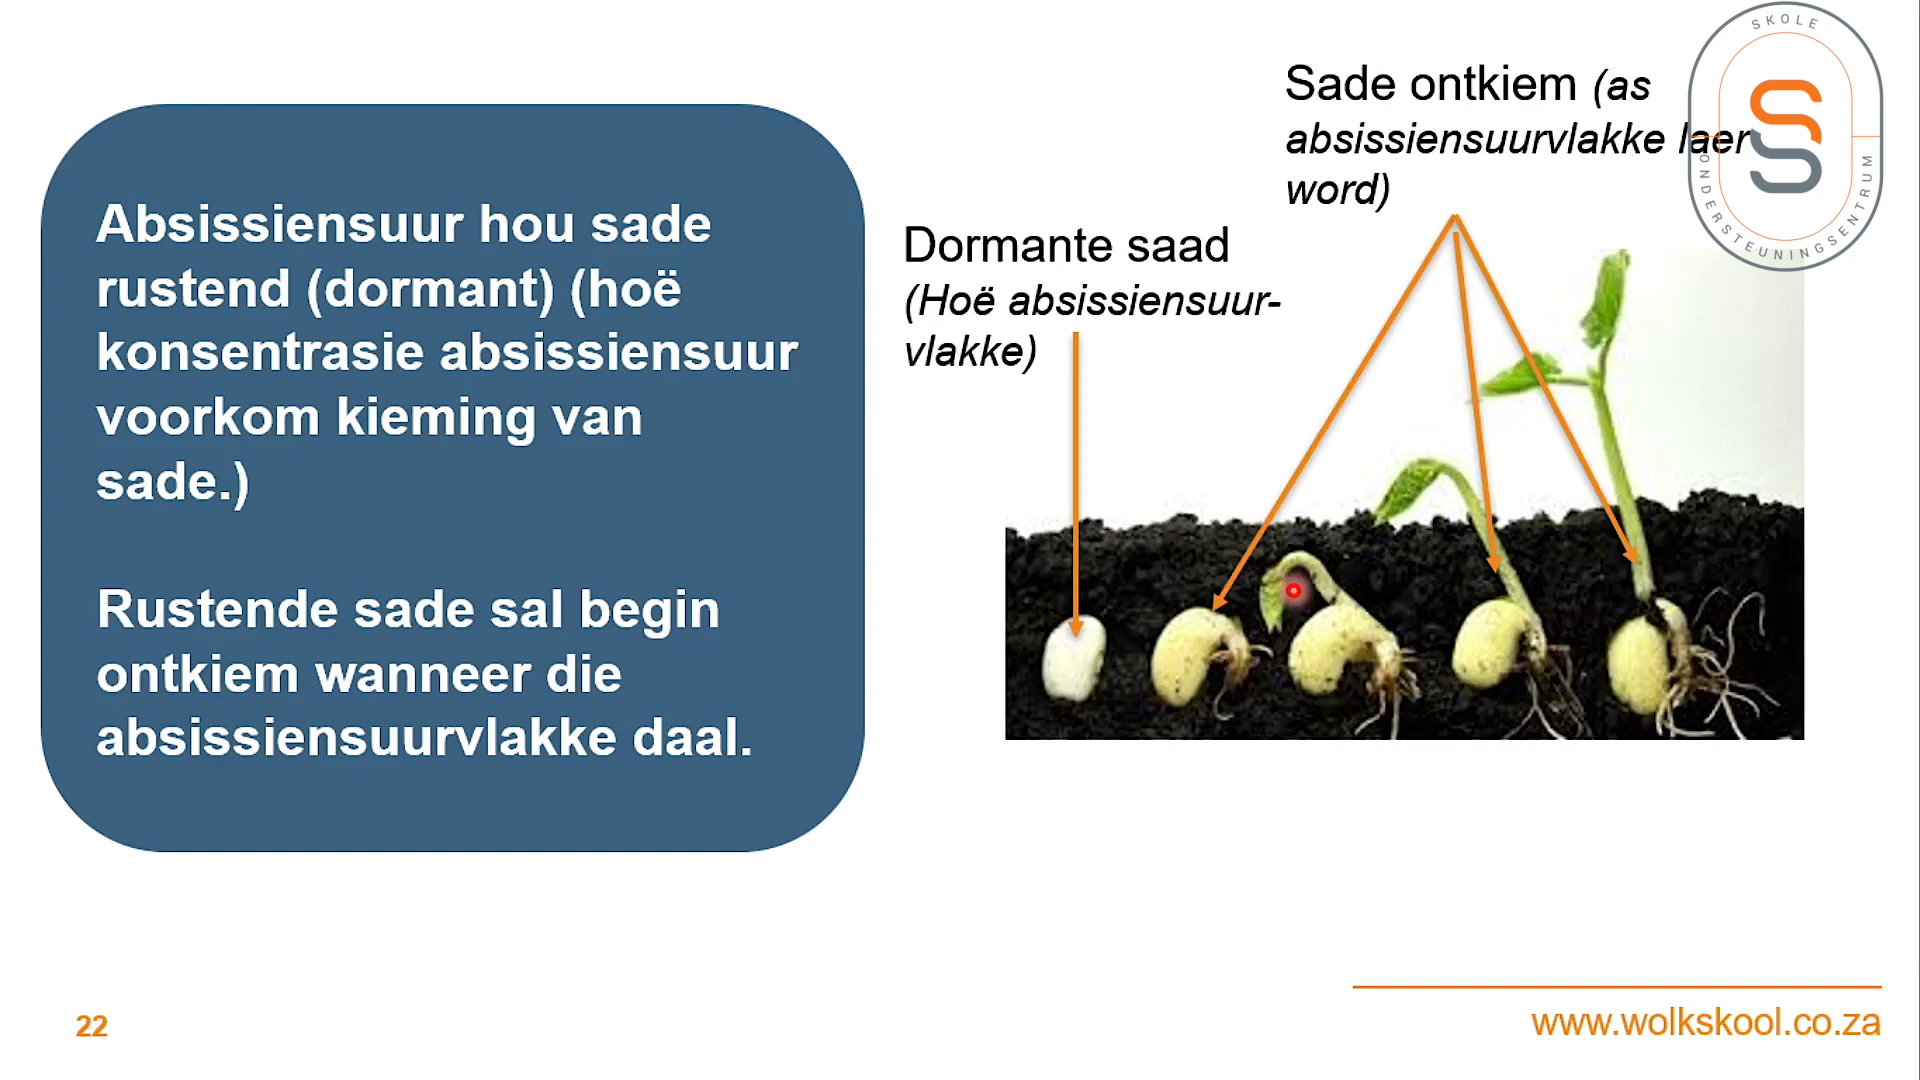 Absissiensuur hou sade
rustend (dormant) (hoë
konsentrasie absissiensuur
voorkom kieming van
sade.)
Rustende sade sal begin
ontkiem wanneer die
absissiensuurvlakke daal.
Dormante saad
(Hoë absissiensuur-
vlakke)
Sade ontkiem (as
absissiensuurvlakke laer
word)
SKOLE
ONDERSTEUNINGSENTRUM
22
www.wolkskool.co.za